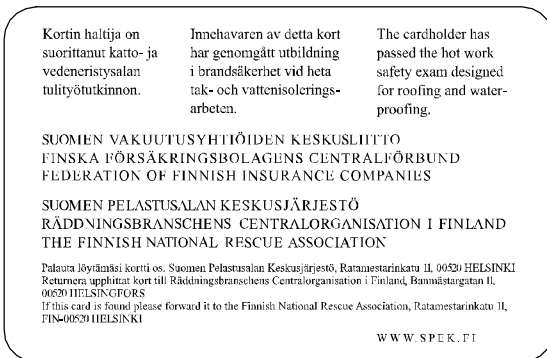 Kortin haltija on
suorittanut katto- ja
vedeneristysalan
tulityötutkinnon.
Innehavaren av detta kort
har genomgått utbildning
i brandsäkerhet vid heta
tak- och vattenisolerings-
arbeten.
The cardholder has
passed the hot work
safety exam designed
for roofing and water-
proofing.
SUOMEN VAKUUTUSYHTIÖIDEN KESKUSLIITTO
FINSKA FÖRSÄKRINGSBOLAGENS CENTRALFÖRBUND
FEDERATION OF FINNISH INSURANCE COMPANIES
SUOMEN PELASTUSALAN KESKUSJÄRJESTÖ
RÄDDNINGSBRANSCHENS CENTRALORGANISATION I FINLAND
THE FINNISH NATIONAL RESCUE ASSOCIATION
Palauta löytämäsi kortti os. Suomen Pelastusalan Keskusjärjestö, Ratamestarinkatu 11, 00520 HELSINKI
Returnera upphittat kort till Räddningsbranschens Centralorganisation i Finland, Banmästargatan 11,
00520 HELSINGFORS
If this card is found please forward it to the Finnish National Rescue Association, Ratamestarinkatu 11,
FIN-00520 HELSINKI
WWW.SPEK.FI